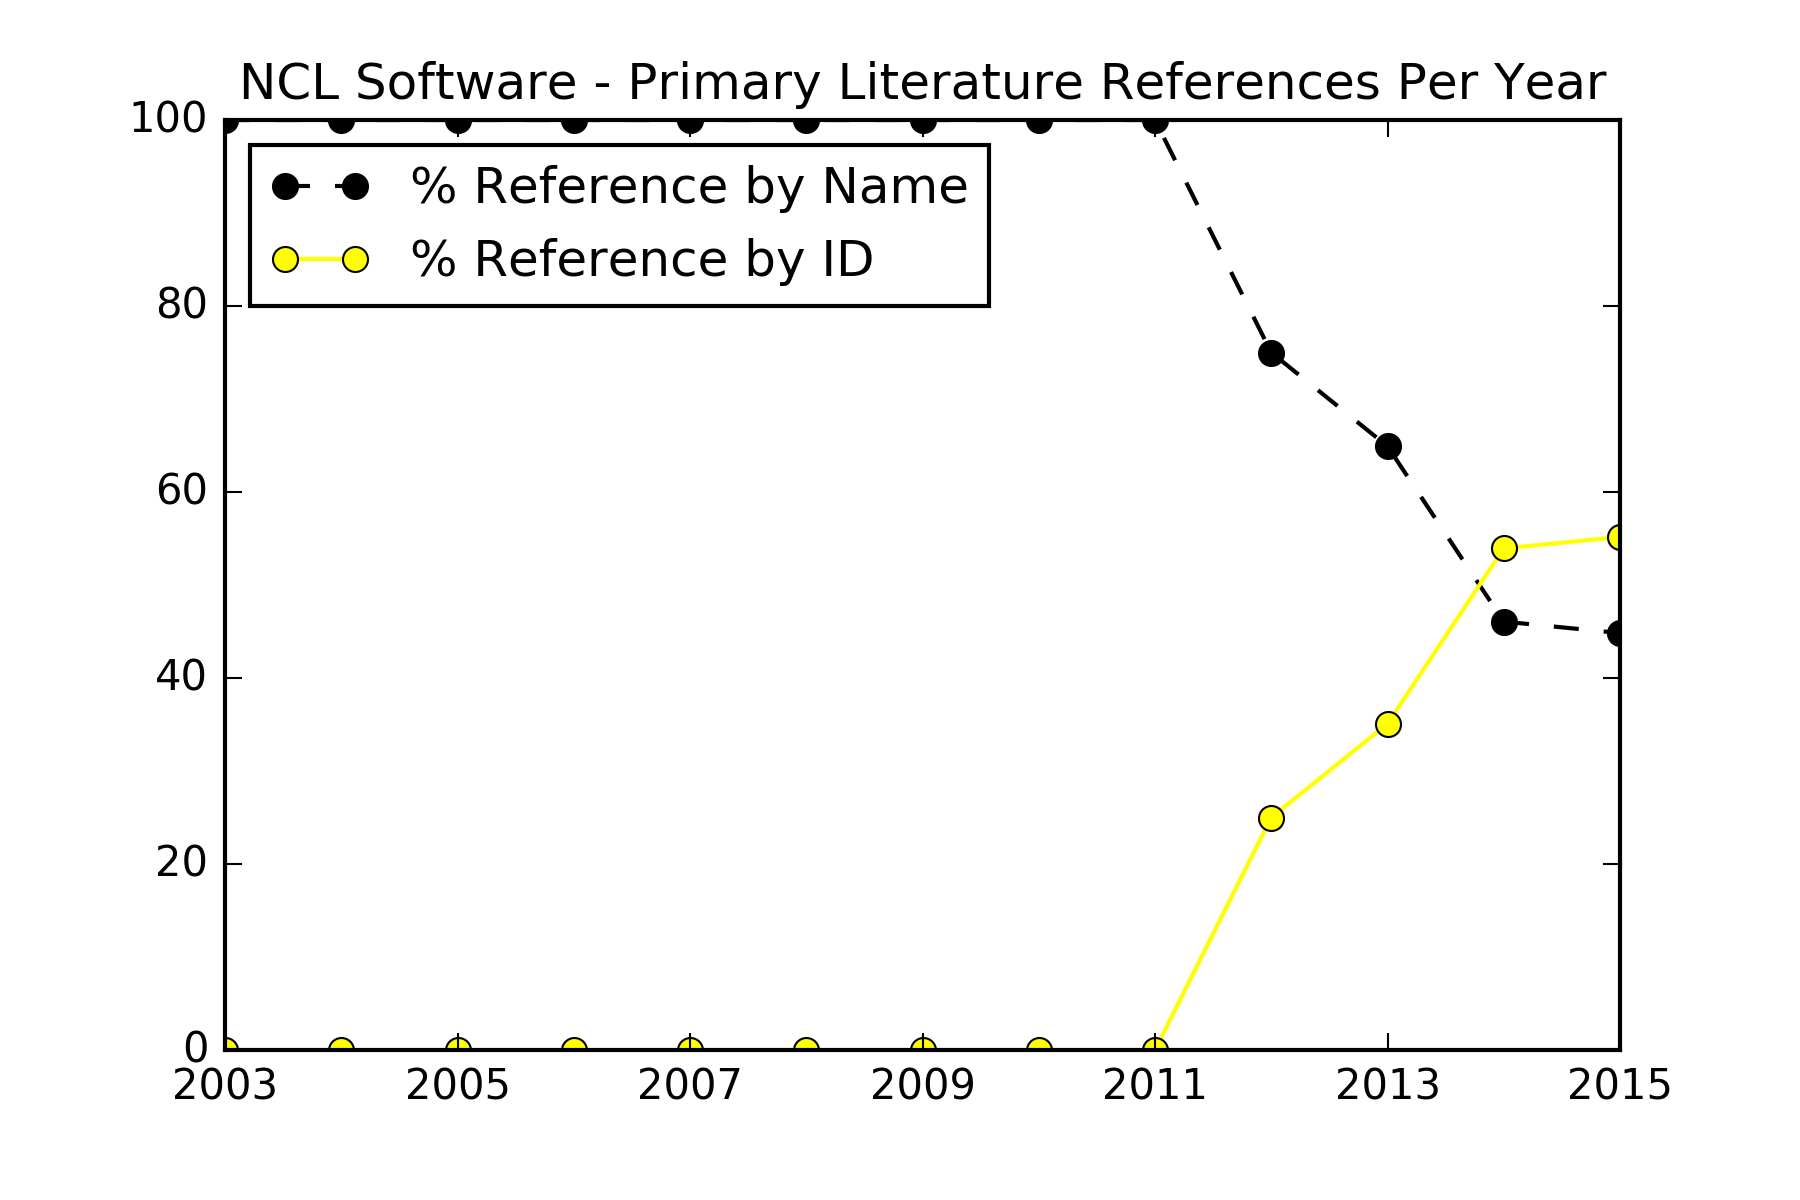 NCL Software - Primary Literature References Per Year
100
% Reference by Name
% Reference by ID
80
60
40
20
0
2003 2005 2007 2009 2011 2013 2015